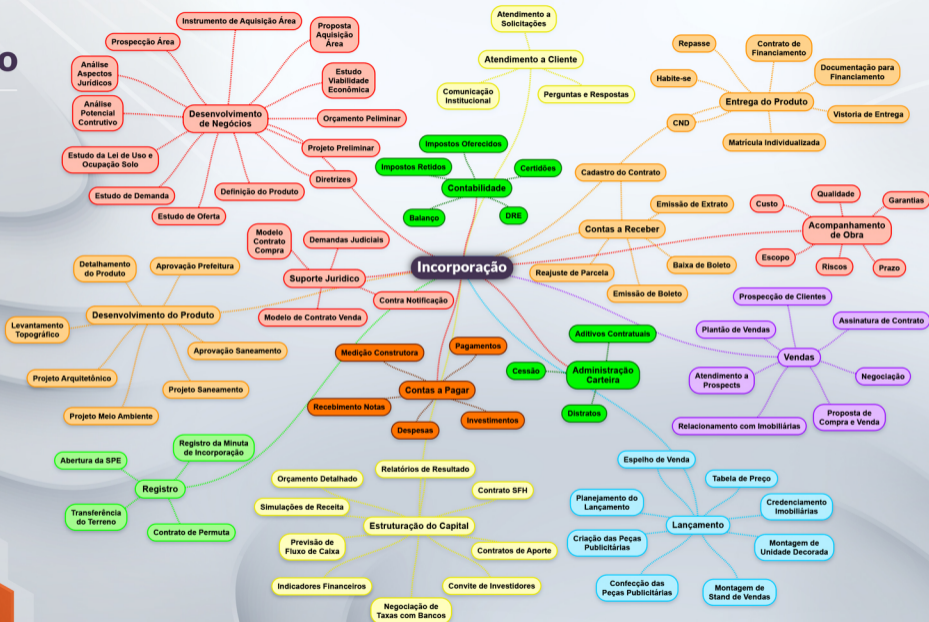 o
Instrumento de Aquisição Área
Prospecção Área
Proposta
Aquisição
Área
Análise
Aspectos
Jurídicos
Estudo
Viabilidade
Econômica
Análise
Potencial
Contrutivo
Desenvolvimento
de Negócios
Orçamento Peliminar
Projeto Preliminar
Estudo da Lei de Uso e
Ocupação Solo
Diretrizes
Estudo de Demanda
Definição do Produto
Estudo de Oferta
Atendimento a
Solicitações
Atendimento a Cliente
Comunicação
Institucional
Perguntas e Respostas
Impostos Oferecidos
Impostos Retidos
Certidões
Contabilidade
Balanço
DRE
Repasse
Contrato de
Financiamento
Habite-se
Documentação para
Financiamento
Entrega do Produto
CND
Vistoria de Entrega
Matrícula Individualizada
Cadastro do Contrato
Emissão de Extrato
Contas a Receber
Reajuste de Parcela
Baixa de Boleto
Emissão de Boleto
Qualidade
Custo
Garantias
Acompanhamento
de Obra
Escopo
Riscos
Prazo
Incorporação
Modelo
Contrato
Compra
Demandas Judiciais
Suporte Juridico
Contra Notificação
Modelo de Contrato Venda
Detalhamento
do Produto
Aprovação Prefeitura
Desenvolvimento do Produto
Levantamento
Topográfico
Aprovação Saneamento
Projeto Arquitetônico
Projeto Saneamento
Projeto Meio Ambiente
Medição Construtora
Pagamentos
Contas a Pagar
Recebimento Notas
Despesas
Investimentos
Aditivos Contratuais
Cessão
Administração
Carteira
Distratos
Prospecção de Clientes
Plantão de Vendas
Assinatura de Contrato
Vendas
Atendimento a
Prospects
Negociação
Relacionamento com Imobiliárias
Proposta de
Compra e Venda
Registro da Minuta
de Incorporação
Abertura da SPE
Registro
Transferência
do Terreno
Contrato de Permuta
Relatórios de Resultado
Orçamento Detalhado
Contrato SFH
Simulações de Receita
Estruturação do Capital
Previsão de
Fluxo de Caixa
Contratos de Aporte
Indicadores Financeiros
Convite de Investidores
Negociação de
Taxas com Bancos
Espelho de Venda
Tabela de Preço
Planejamento do
Lançamento
Credenciamento
Imobiliárias
Lançamento
Criação das Peças
Publicitárias
Montagem de
Unidade Decorada
Confecção das
Peças Publicitárias
Montagem de
Stand de Vendas